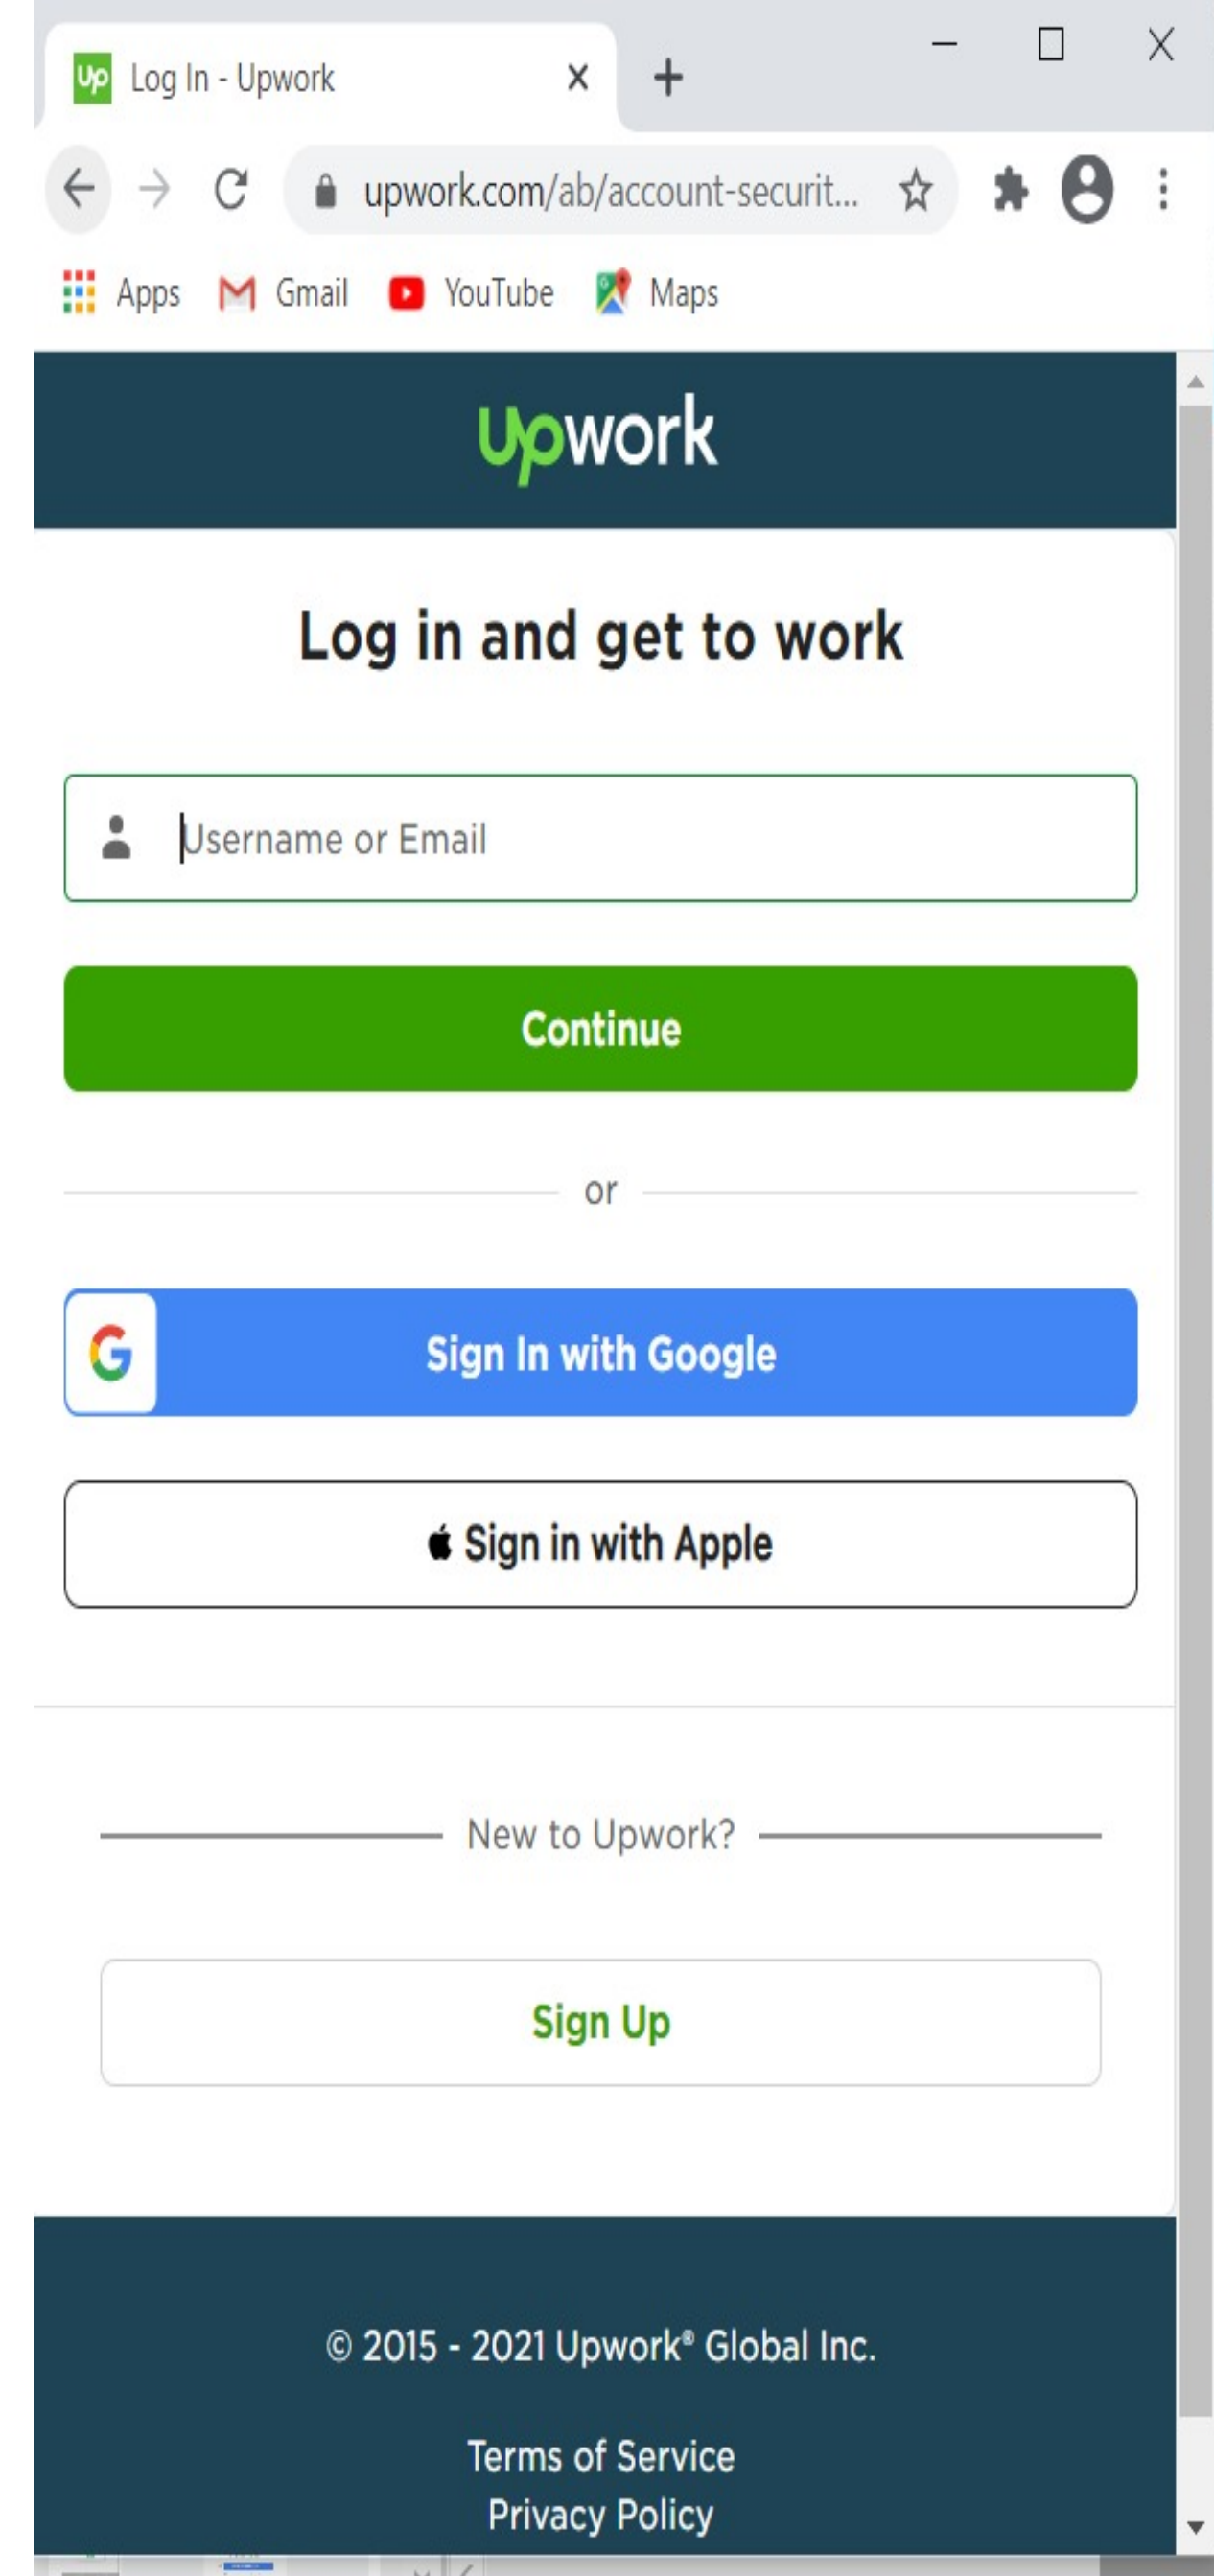 Up Log In - Upwork
upwork.com/ab/account-securit...
Apps Gmail YouTube Maps
upwork
Log in and get to work
Username or Email
Continue
or
G Sign In with Google
Sign in with Apple
New to Upwork?
Sign Up
© 2015 - 2021 Upwork® Global Inc.
Terms of Service
Privacy Policy